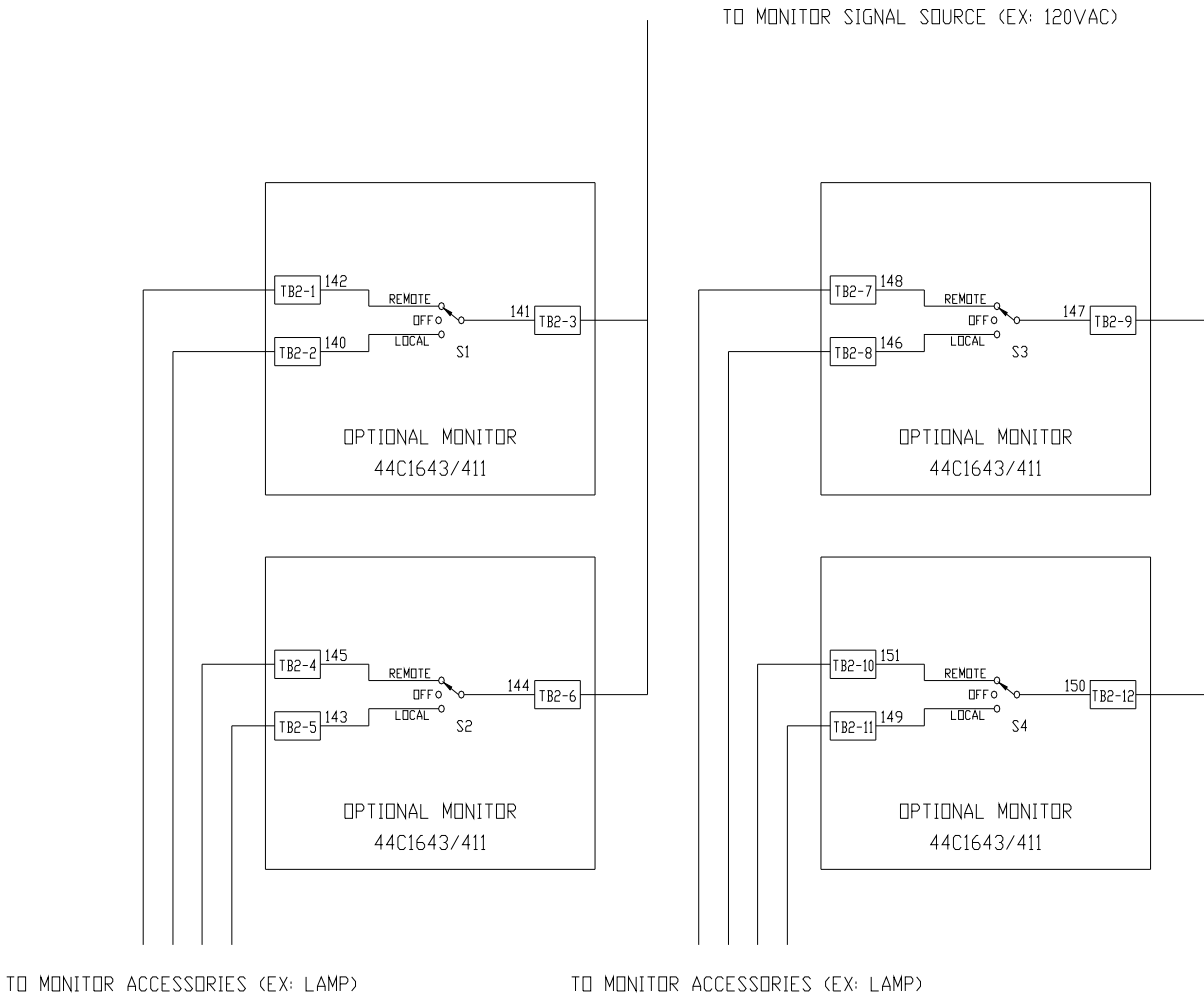 TO MONITOR SIGNAL SOURCE (EX: 120VAC)
TB2-1
142
REMOTE
OFF
141
TB2-3
TB2-2
140
LOCAL
S1
OPTIONAL MONITOR
44C1643/411
TB2-7
148
REMOTE
OFF
147
TB2-9
TB2-8
146
LOCAL
S3
OPTIONAL MONITOR
44C1643/411
TB2-4
145
REMOTE
OFF
144
TB2-6
TB2-5
143
LOCAL
S2
OPTIONAL MONITOR
44C1643/411
TB2-10
151
REMOTE
OFF
150
TB2-12
TB2-11
149
LOCAL
S4
OPTIONAL MONITOR
44C1643/411
TO MONITOR ACCESSORIES (EX: LAMP)
TO MONITOR ACCESSORIES (EX: LAMP)